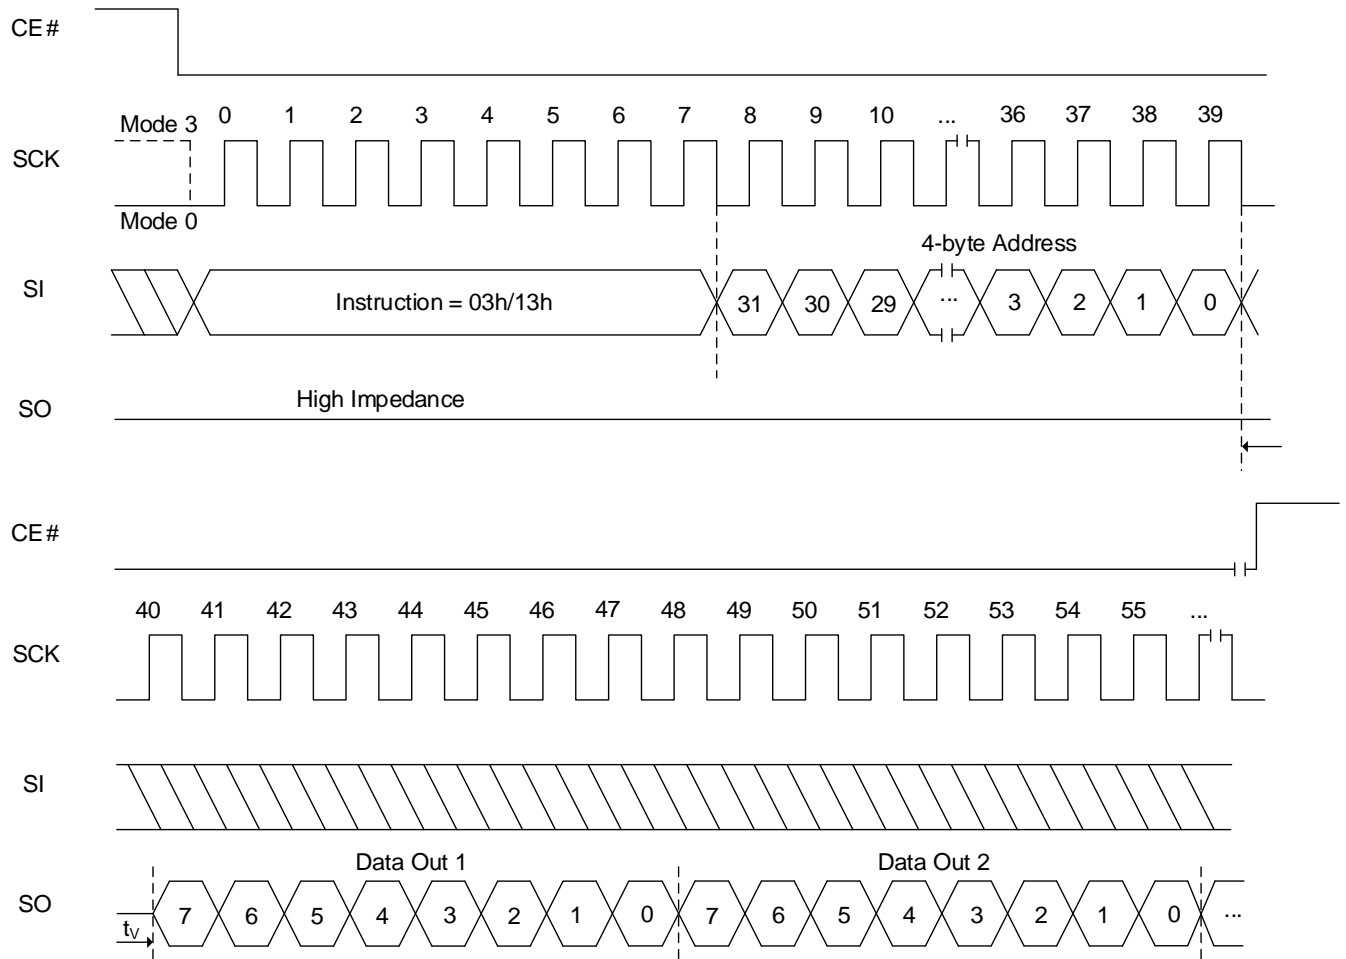 CE#
0 1 2 3 4 5 6 7 8 9 10 ... 36 37 38 39
Mode 3
SCK
Mode 0
4-byte Address
SI
Instruction = 03h/13h 31 30 29 ... 3 2 1 0
High Impedance
SO
CE#
40 41 42 43 44 45 46 47 48 49 50 51 52 53 54 55 ...
SCK
SI
Data Out 1 Data Out 2
SO
7 6 5 4 3 2 1 0 7 6 5 4 3 2 1 0 ...
tV